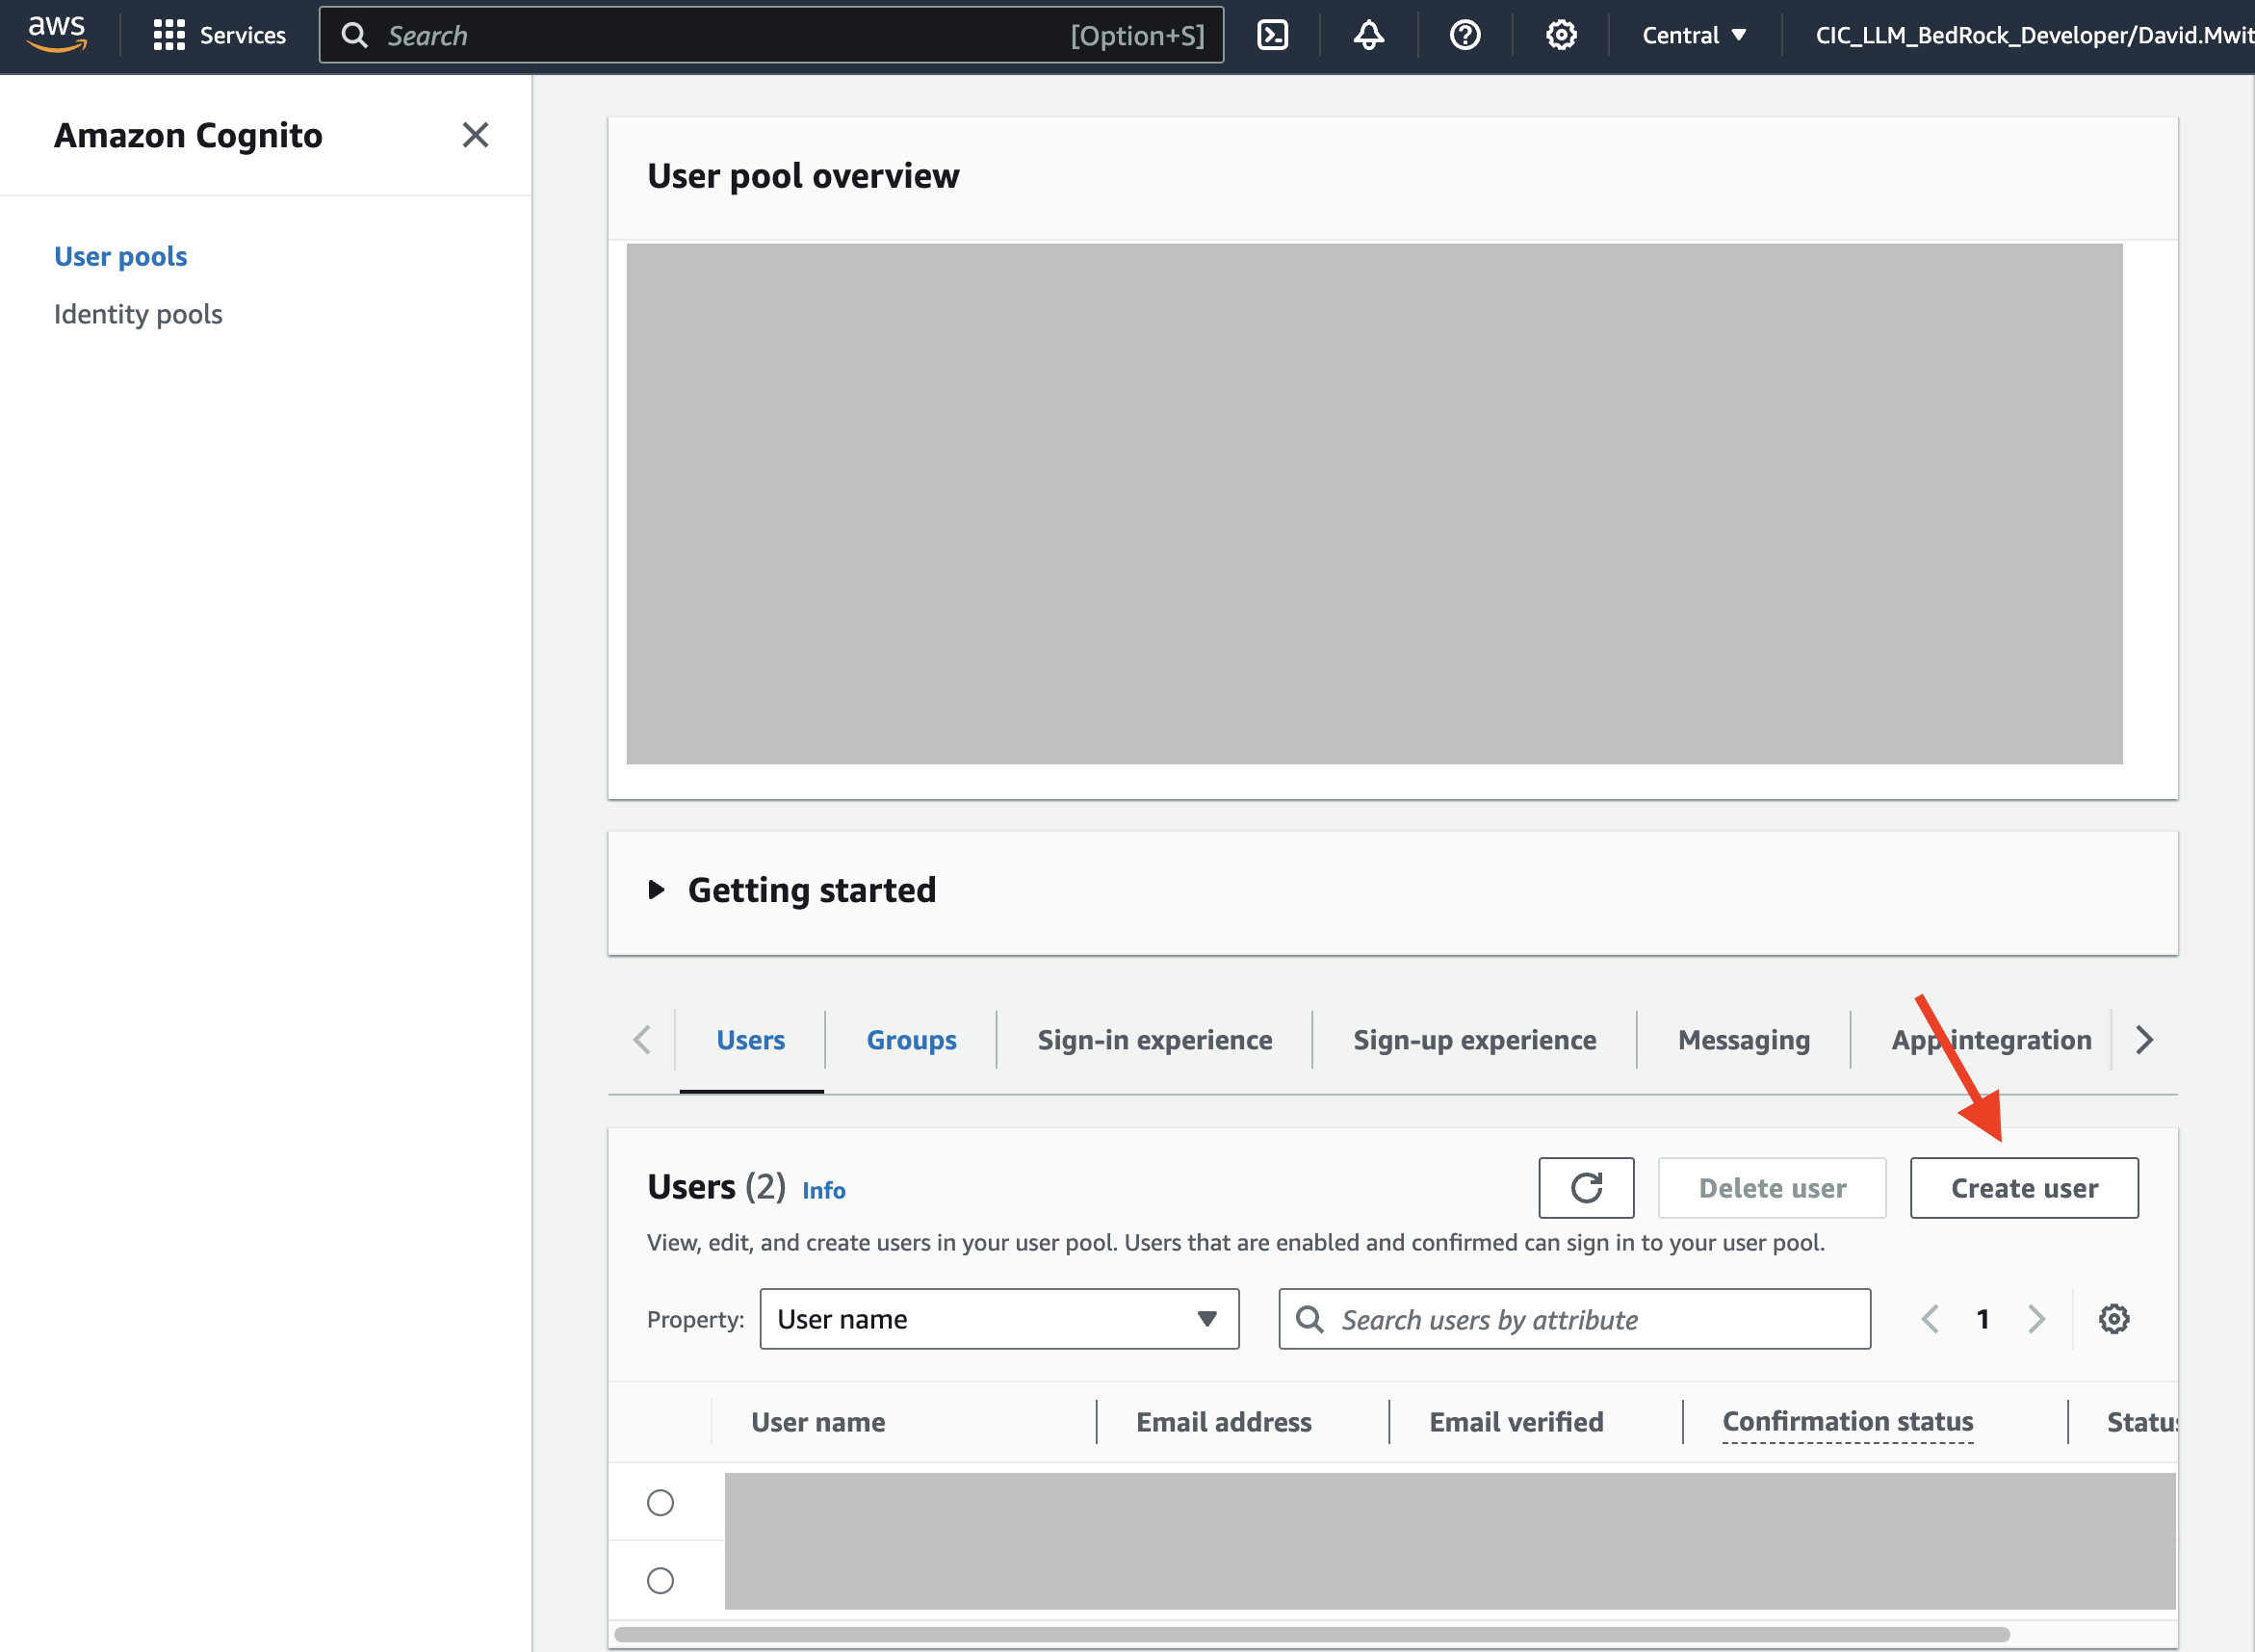 aws Services Search [Option+S] Central CIC_LLM_BedRock_Developer/David.Mwit
Amazon Cognito
User pools
Identity pools
User pool overview
Getting started
Users Groups Sign-in experience Sign-up experience Messaging App integration
Users (2) Info
Delete user Create user
View, edit, and create users in your user pool. Users that are enabled and confirmed can sign in to your user pool.
Property: User name Search users by attribute 1
User name Email address Email verified Confirmation status Statu